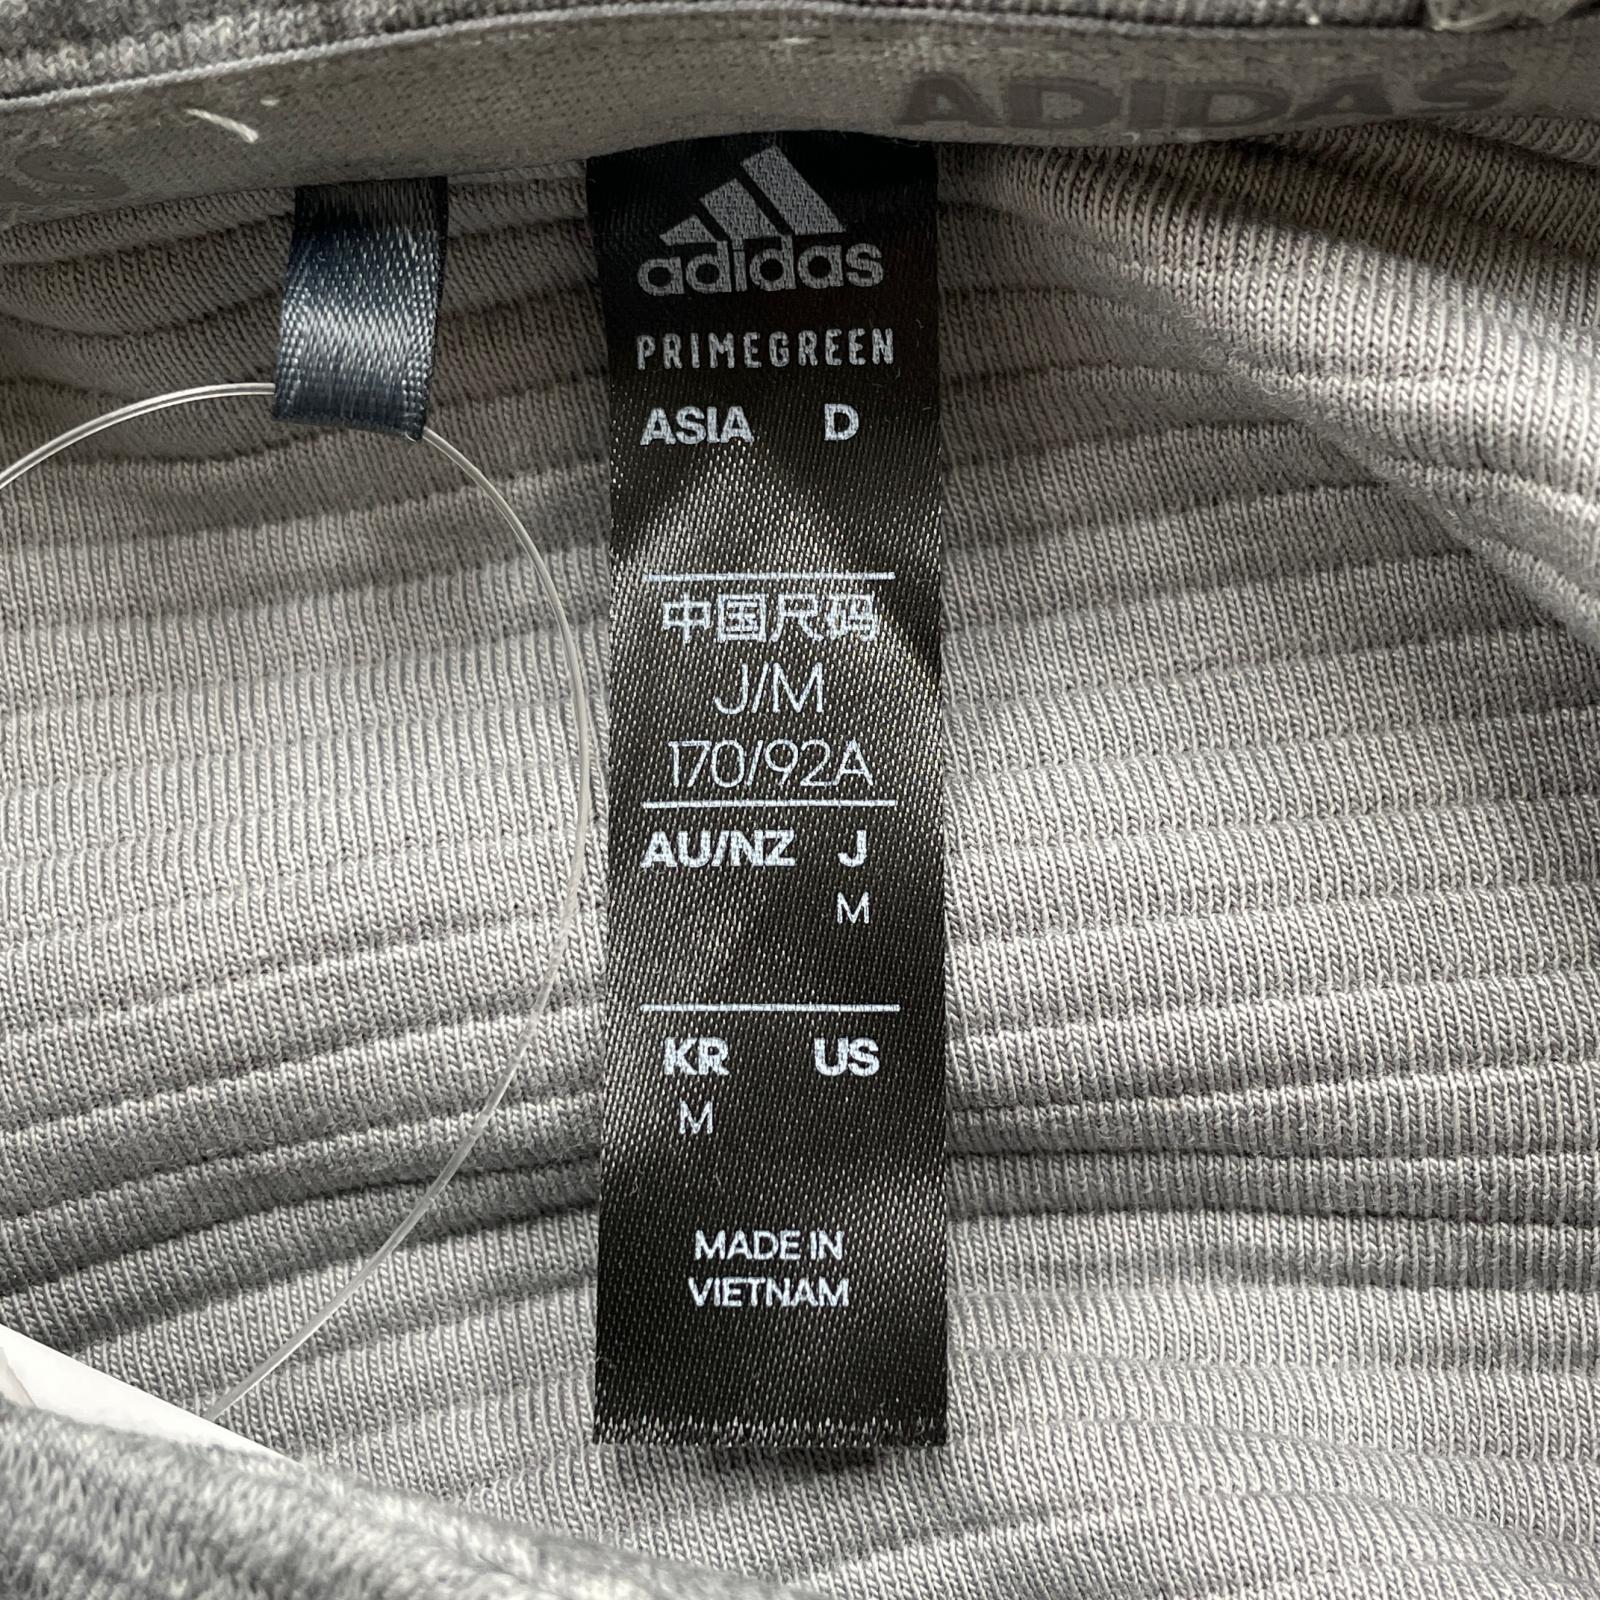 ADIDAS
S
adidas
PRIMEGREEN
ASIA D
中国尺码
J/M
170/92A
AU/NZ J
M
KR US
M
MADE IN
VIETNAM